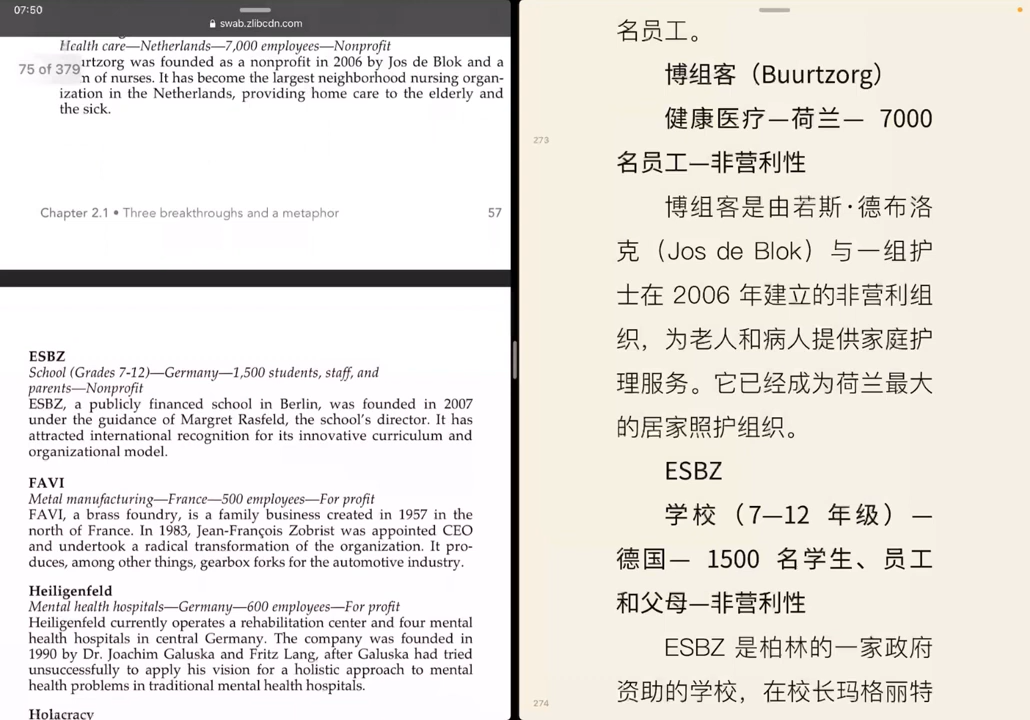 07:50
swab.zlibcdn.com
Health care—Netherlands—7,000 employees—Nonprofit
75 of 379
urtzorg was founded as a nonprofit in 2006 by Jos de Blok and a
m of nurses. It has become the largest neighborhood nursing organ-
ization in the Netherlands, providing home care to the elderly and
the sick.
Chapter 2.1 • Three breakthroughs and a metaphor 57
ESBZ
School (Grades 7-12)—Germany—1,500 students, staff, and
parents—Nonprofit
ESBZ, a publicly financed school in Berlin, was founded in 2007
under the guidance of Margret Rasfeld, the school's director. It has
attracted international recognition for its innovative curriculum and
organizational model.
FAVI
Metal manufacturing—France—500 employees—For profit
FAVI, a brass foundry, is a family business created in 1957 in the
north of France. In 1983, Jean-François Zobrist was appointed CEO
and undertook a radical transformation of the organization. It pro-
duces, among other things, gearbox forks for the automotive industry.
Heiligenfeld
Mental health hospitals—Germany—600 employees—For profit
Heiligenfeld currently operates a rehabilitation center and four mental
health hospitals in central Germany. The company was founded in
1990 by Dr. Joachim Galuska and Fritz Lang, after Galuska had tried
unsuccessfully to apply his vision for a holistic approach to mental
health problems in traditional mental health hospitals.
Holacracy
名员工。
博组客（Buurtzorg）
健康医疗—荷兰— 7000
273
名员工—非营利性
博组客是由若斯·德布洛
克（Jos de Blok）与一组护
士在 2006 年建立的非营利组
织，为老人和病人提供家庭护
理服务。它已经成为荷兰最大
的居家照护组织。
ESBZ
学校（7—12 年级）—
德国— 1500 名学生、员工
和父母—非营利性
ESBZ 是柏林的一家政府
资助的学校，在校长玛格丽特
274